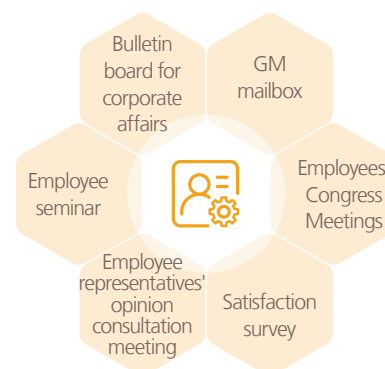 Bulletin
board for
corporate
affairs
GM
mailbox
Employee
seminar
Employees
Congress
Meetings
Employee
representatives'
opinion
consultation
meeting
Satisfaction
survey